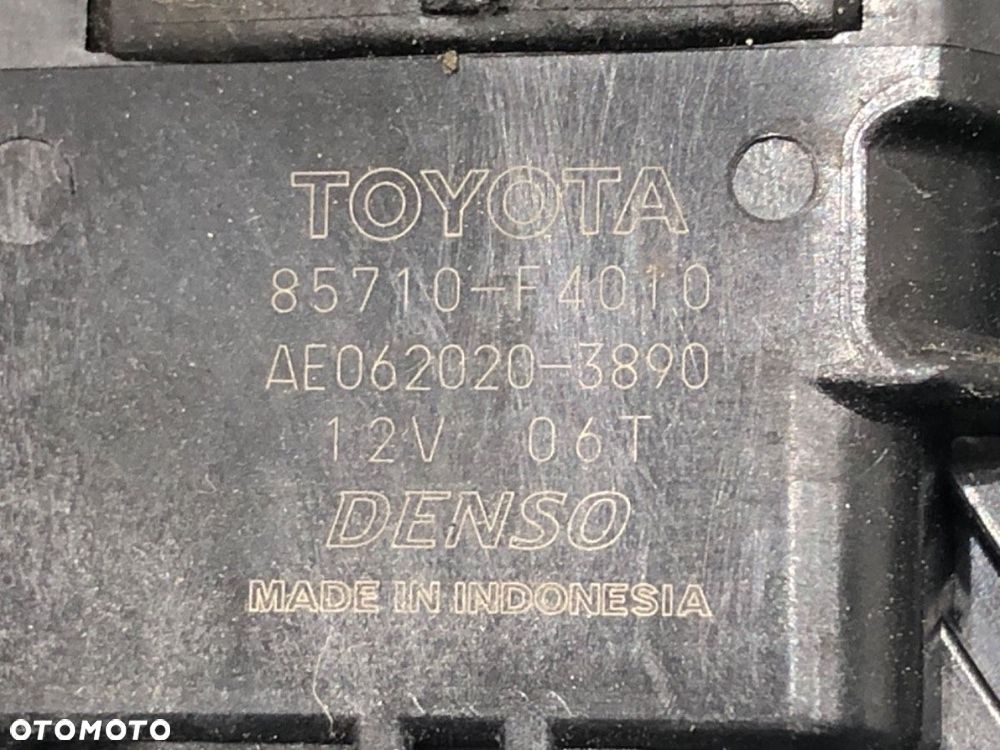 TOYOTA
85710-F4010
AE062020-3890
12V 06T
DENSO
MADE IN INDONESIA
OTOMOTO